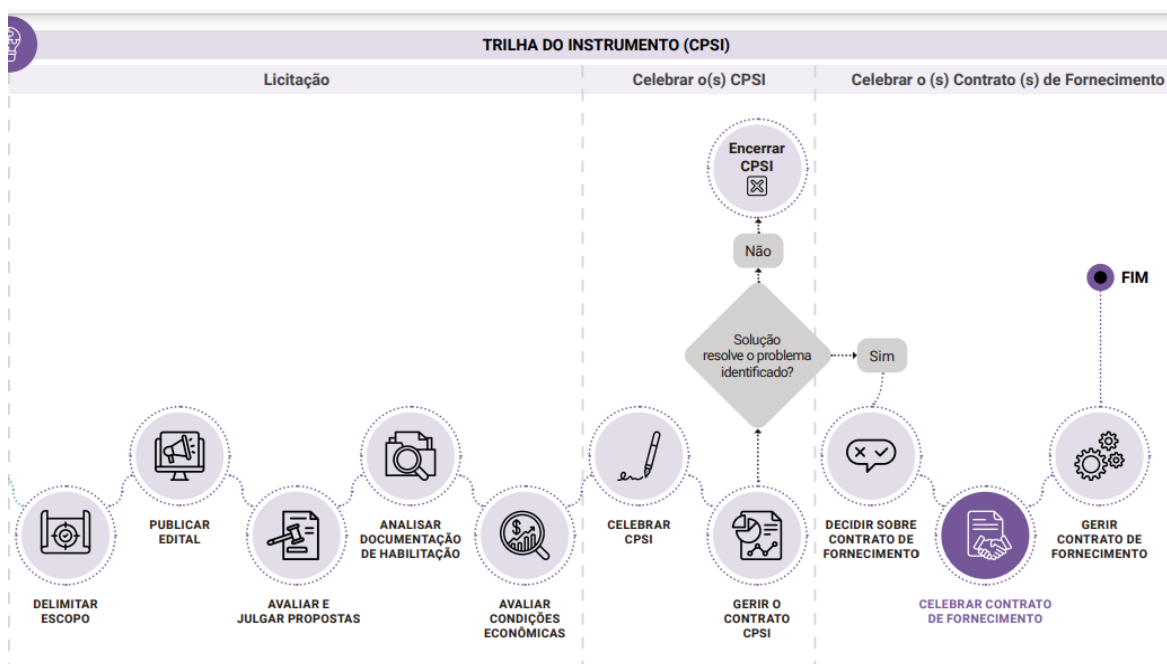 TRILHA DO INSTRUMENTO (CPSI)
Licitação
Celebrar o(s) CPSI
Celebrar o (s) Contrato (s) de Fornecimento
Encerrar
CPSI
Não
FIM
Solução
resolve o problema
identificado?
Sim
PUBLICAR
EDITAL
ANALISAR
DOCUMENTAÇÃO
DE HABILITAÇÃO
CELEBRAR
CPSI
DECIDIR SOBRE
CONTRATO DE
FORNECIMENTO
GERIR
CONTRATO DE
FORNECIMENTO
DELIMITAR
ESCOPO
AVALIAR E
JULGAR PROPOSTAS
AVALIAR
CONDIÇÕES
ECONÔMICAS
GERIR O
CONTRATO
CPSI
CELEBRAR CONTRATO
DE FORNECIMENTO